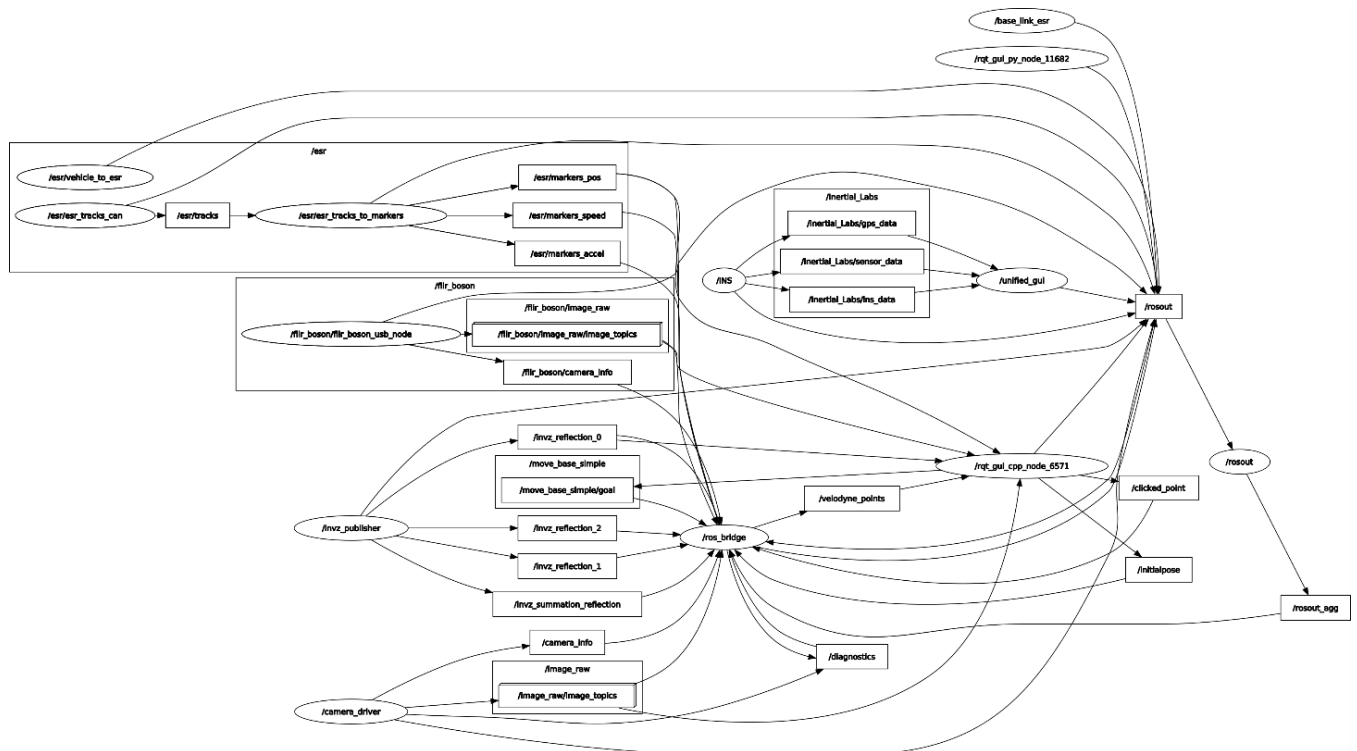 /base_link_esr
/rqt_gui_py_node_11682
/esr
/esr/vehicle_to_esr
/esr/markers_pos
/esr/esr_tracks_can
/esr/tracks
/esr/esr_tracks_to_markers
/esr/markers_speed
/esr/markers_accel
/Inertial_Labs
/Inertial_Labs/gps_data
/Inertial_Labs/sensor_data
/Inertial_Labs/ins_data
/INS
/unified_gui
/rosout
/flir_boson
/flir_boson/image_raw
/flir_boson/flir_boson_usb_node
/flir_boson/image_raw/image_topics
/flir_boson/camera_info
/invz_reflection_0
/move_base_simple
/move_base_simple/goal
/invz_publisher
/invz_reflection_2
/invz_reflection_1
/invz_summation_reflection
/ros_bridge
/velodyne_points
/rqt_gui_cpp_node_6571
/clicked_point
/initialpose
/rosout
/rosout_agg
/camera_info
/diagnostics
/image_raw
/image_raw/image_topics
/camera_driver